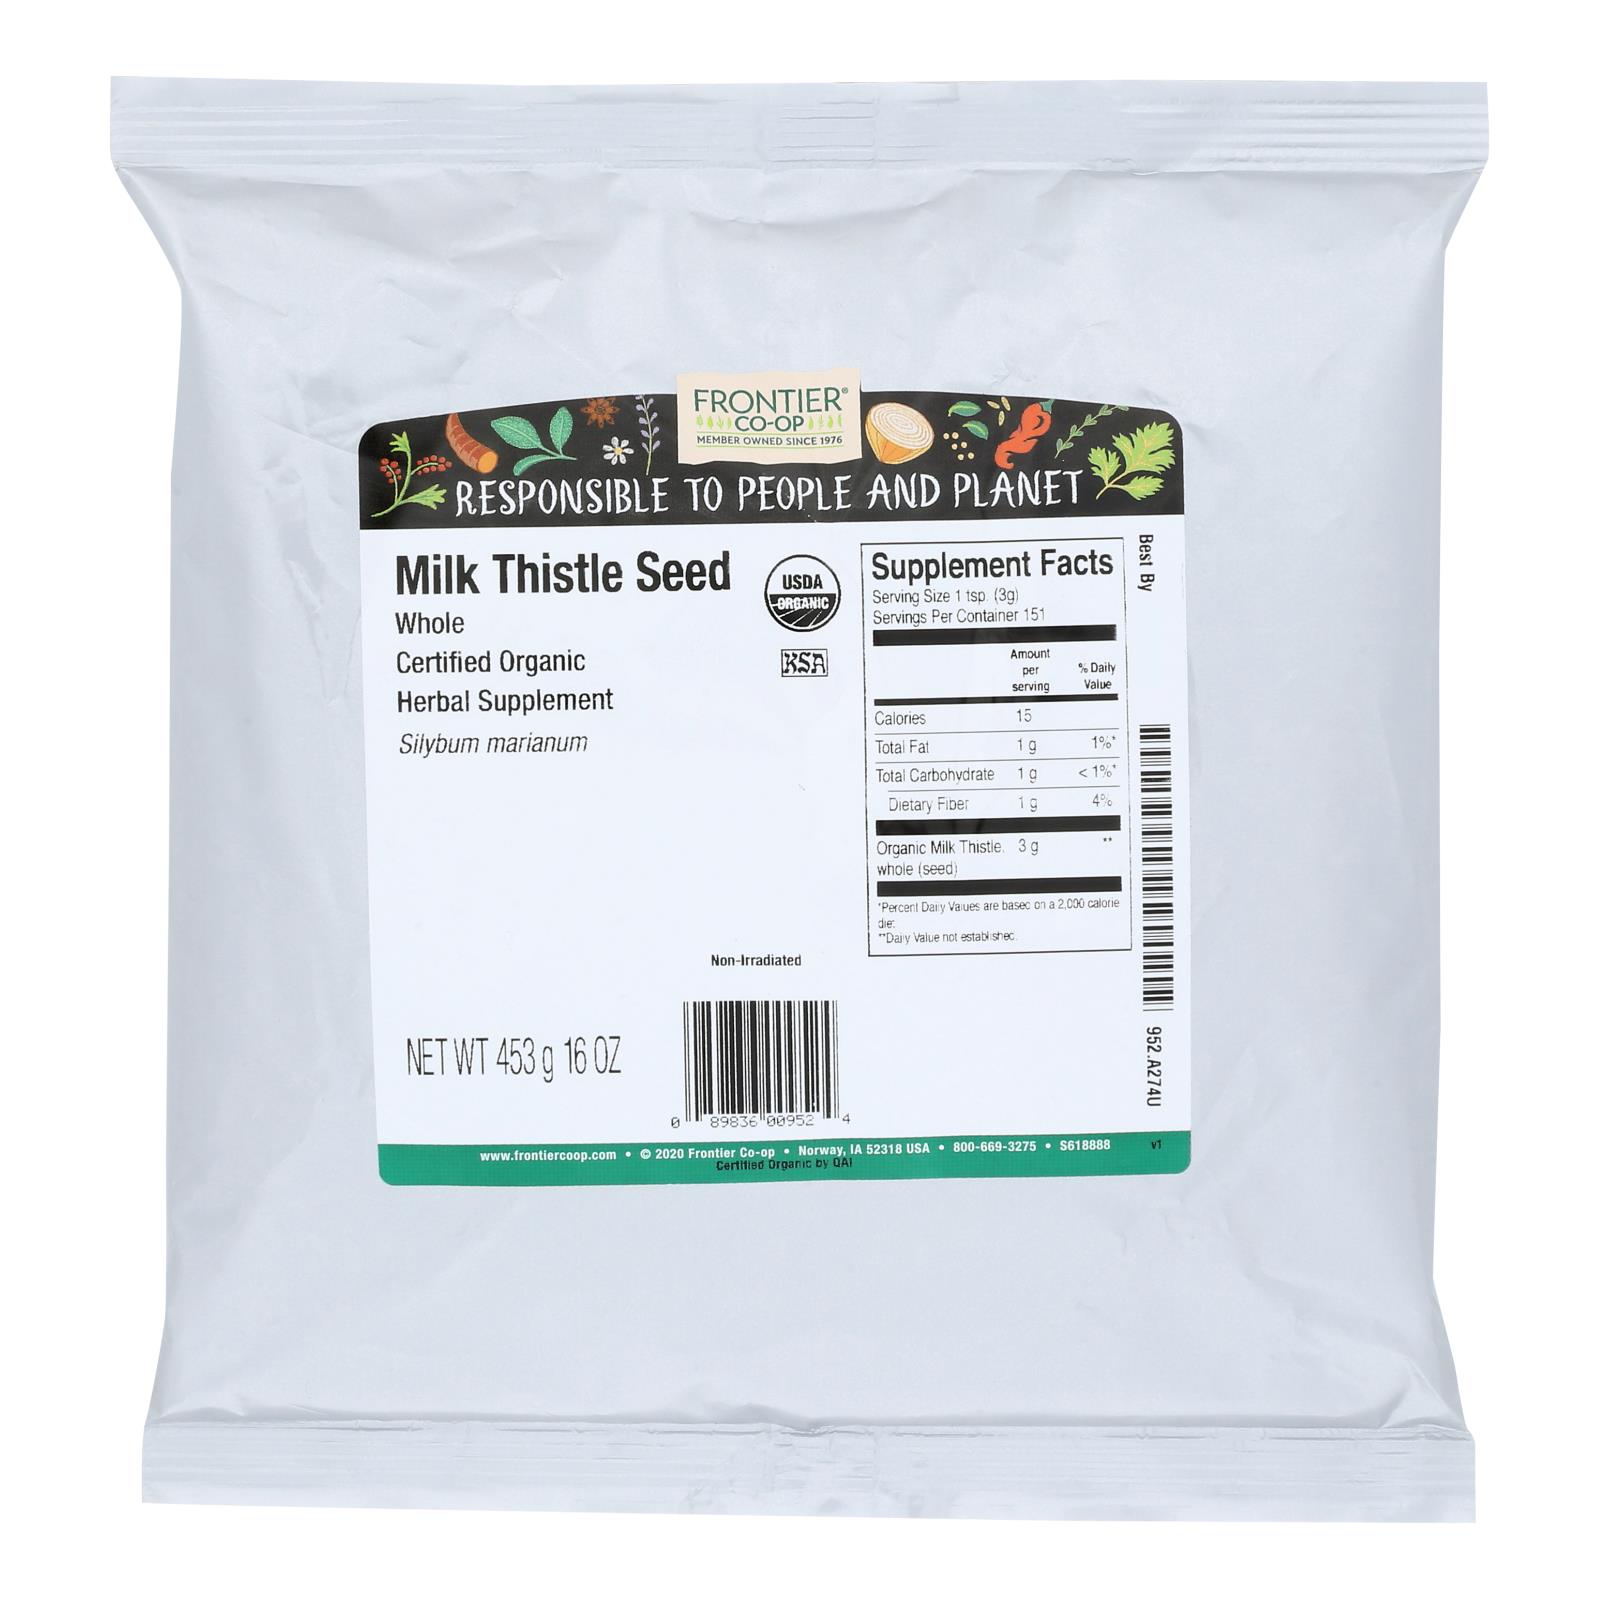 FRONTIER®
CO-OP
MEMBER OWNED SINCE 1976
RESPONSIBLE TO PEOPLE AND PLANET
Milk Thistle Seed
Whole
Certified Organic
Herbal Supplement
Silybum marianum
USDA
ORGANIC
KSA
Supplement Facts
Serving Size 1 tsp. (3g)
Servings Per Container 151
Amount per serving
% Daily Value
Calories 15
Total Fat 1 g 1%*
Total Carbohydrate 1 g < 1%*
Dietary Fiber 1 g 4%
Organic Milk Thistle, 3 g **
whole (seed)
*Percent Daily Values are based on a 2,000 calorie
diet.
**Daily Value not established.
Best By
952.A274U
Non-Irradiated
NET WT 453 g 16 OZ
0 89836 00952 4
www.frontiercoop.com • © 2020 Frontier Co-op • Norway, IA 52318 USA • 800-669-3275 • S618888 v1
Certified Organic by QAI